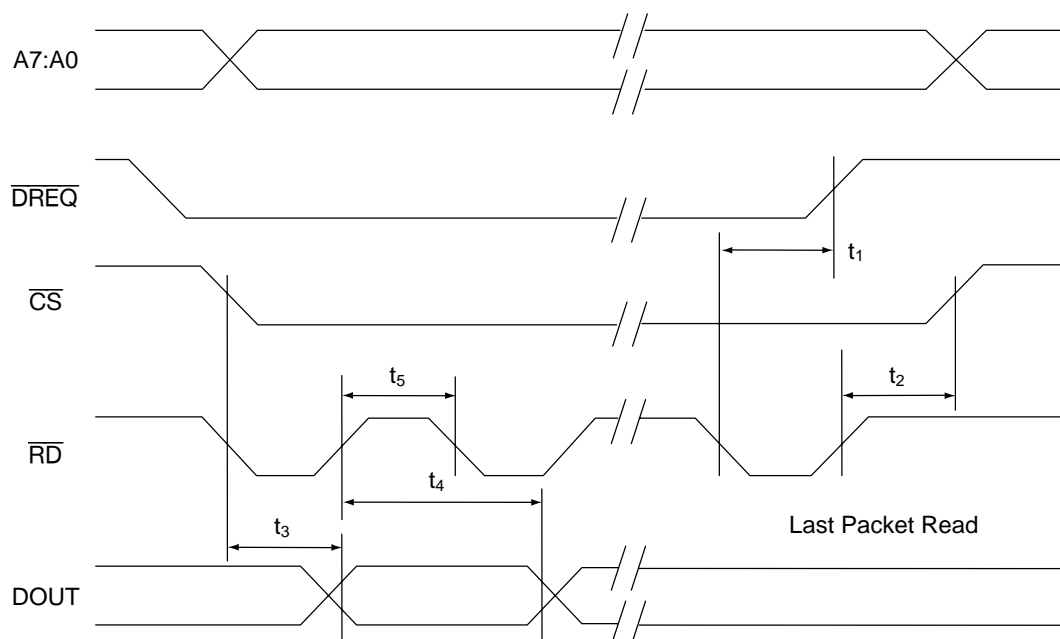 A7:A0
DREQ
t1
CS
t5
t2
RD
t4
t3
Last Packet Read
DOUT